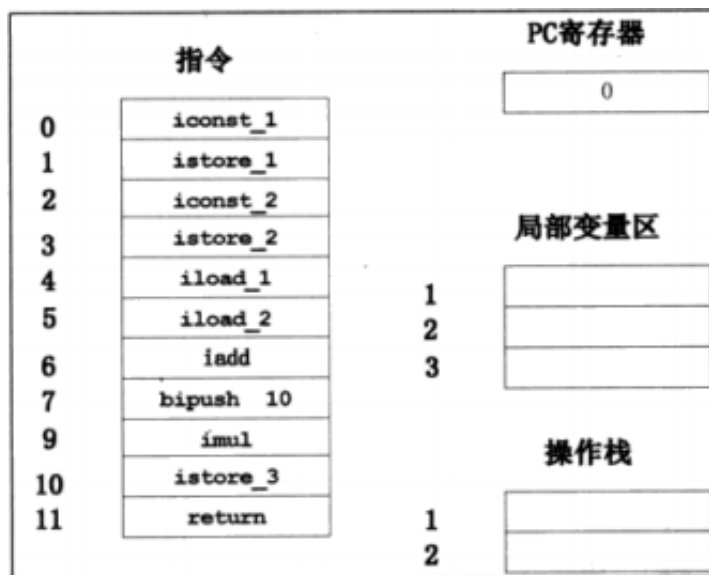 指令
0 iconst_1
1 istore_1
2 iconst_2
3 istore_2
4 iload_1
5 iload_2
6 iadd
7 bipush 10
9 imul
10 istore_3
11 return
PC寄存器
0
局部变量区
1
2
3
操作栈
1
2